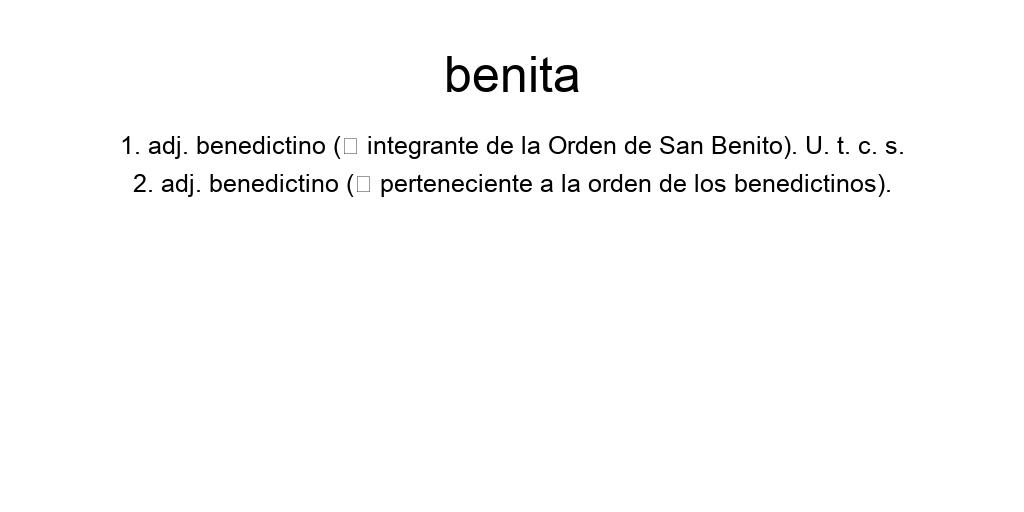 benita
1. adj. benedictino (▯ integrante de la Orden de San Benito). U. t. c. s.
2. adj. benedictino (▯ perteneciente a la orden de los benedictinos).